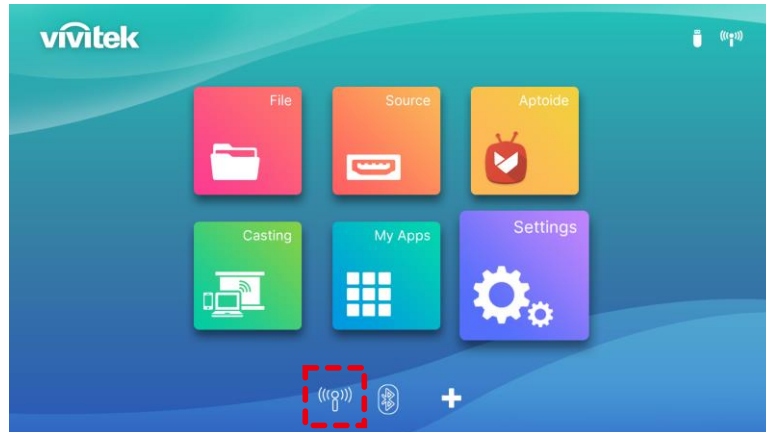 vivitek
File
Source
Aptoide
Casting
My Apps
Settings